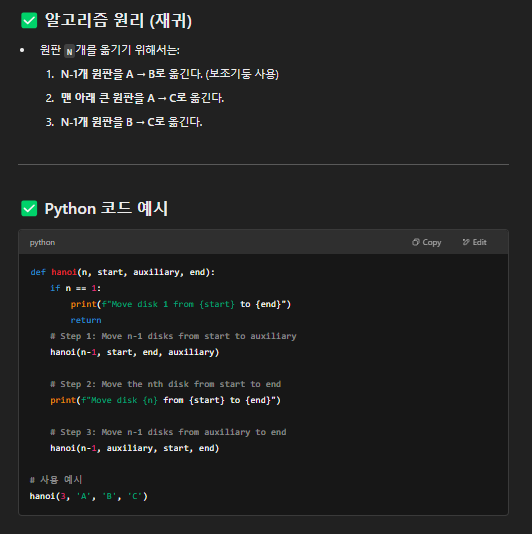 ✅ 알고리즘 원리 (재귀)
• 원판 N개를 옮기기 위해서는:
1. N-1개 원판을 A → B로 옮긴다. (보조기둥 사용)
2. 맨 아래 큰 원판을 A → C로 옮긴다.
3. N-1개 원판을 B → C로 옮긴다.
✅ Python 코드 예시
python Copy Edit
def hanoi(n, start, auxiliary, end):
    if n == 1:
        print(f"Move disk 1 from {start} to {end}")
        return
    # Step 1: Move n-1 disks from start to auxiliary
    hanoi(n-1, start, end, auxiliary)
    # Step 2: Move the nth disk from start to end
    print(f"Move disk {n} from {start} to {end}")
    # Step 3: Move n-1 disks from auxiliary to end
    hanoi(n-1, auxiliary, start, end)
# 사용 예시
hanoi(3, 'A', 'B', 'C')